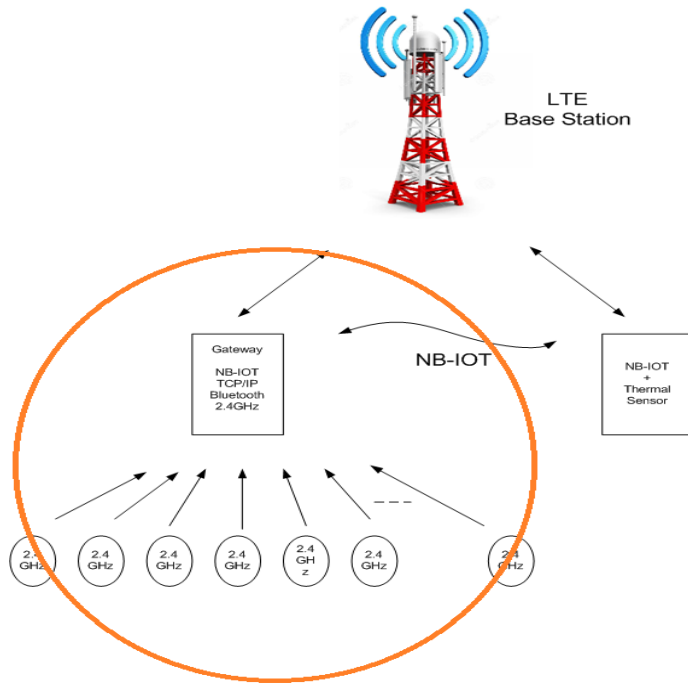 LTE
Base Station
Gateway
NB-IOT
TCP/IP
Bluetooth
2.4GHz
NB-IOT
NB-IOT
+
Thermal
Sensor
2.4
GHz
2.4
GHz
2.4
GHz
2.4
GHz
2.4
GH
z
2.4
GHz
2.4
GHz